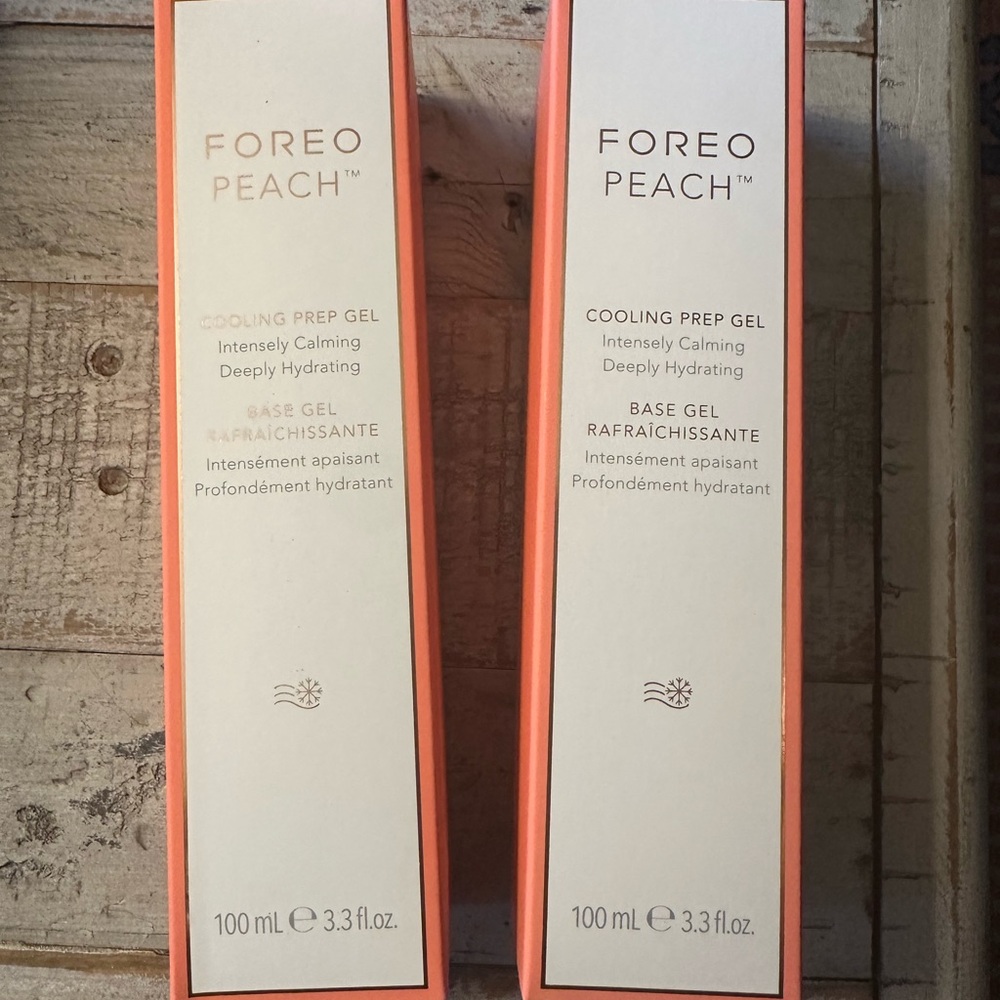 FOREO
PEACH™
COOLING PREP GEL
Intensely Calming
Deeply Hydrating
BASE GEL
RAFRAÎCHISSANTE
Intensément apaisant
Profondément hydratant
100 mL ℮ 3.3 fl.oz.
FOREO
PEACH™
COOLING PREP GEL
Intensely Calming
Deeply Hydrating
BASE GEL
RAFRAÎCHISSANTE
Intensément apaisant
Profondément hydratant
100 mL ℮ 3.3 fl.oz.